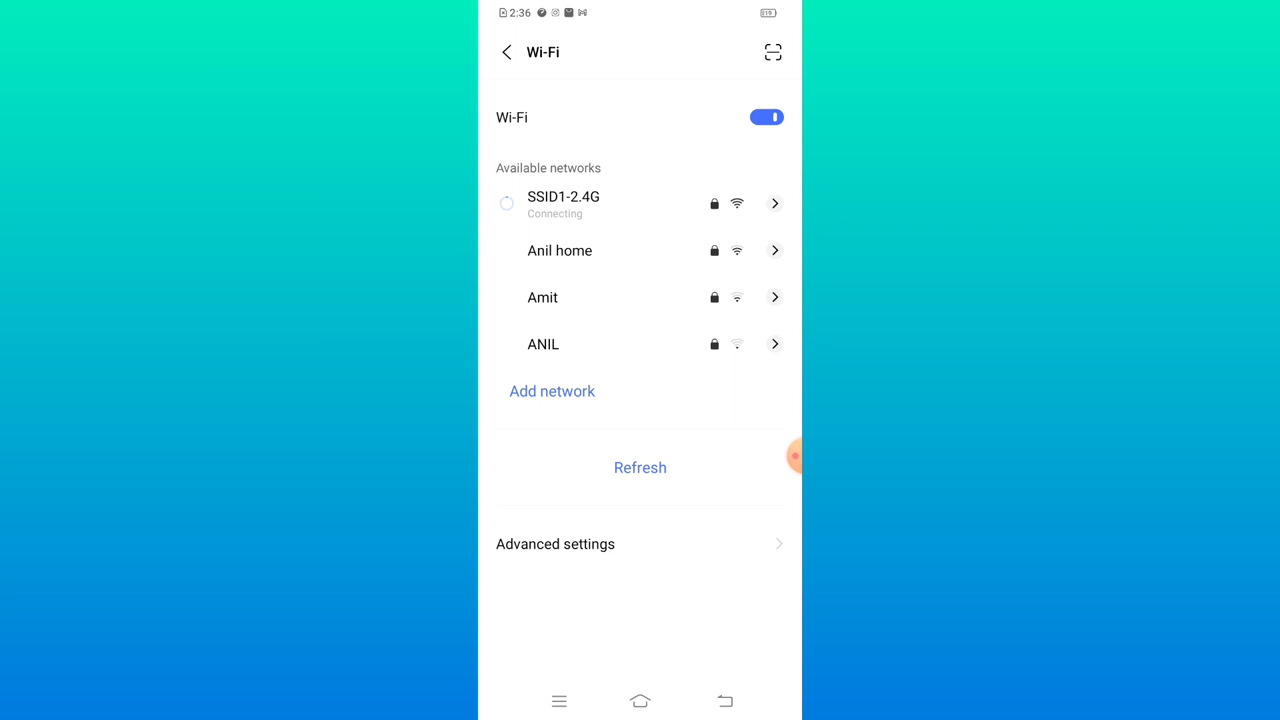 2:36
Wi-Fi
Wi-Fi
Available networks
SSID1-2.4G
Connecting
Anil home
Amit
ANIL
Add network
Refresh
Advanced settings